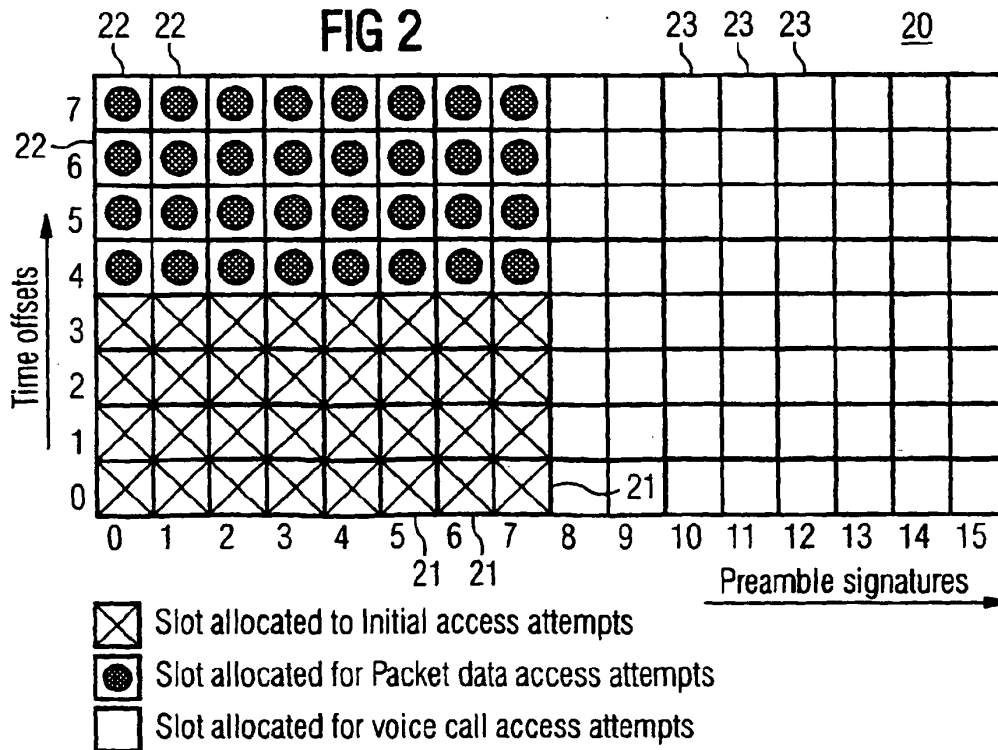 FIG 2
22 22 23 23 23 20
7
22
6
5
4
3
2
1
0
Time offsets
21
0 1 2 3 4 5 6 7 8 9 10 11 12 13 14 15
21 21
Preamble signatures
Slot allocated to Initial access attempts
Slot allocated for Packet data access attempts
Slot allocated for voice call access attempts